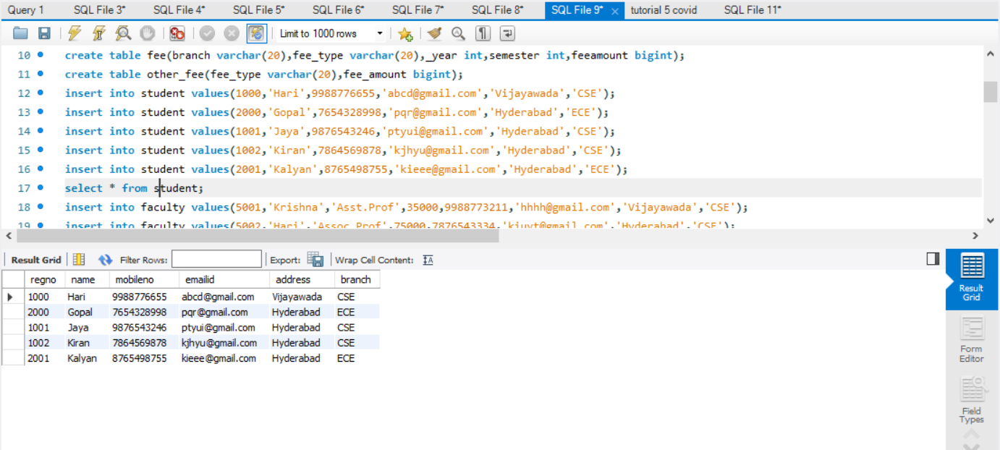 Query 1 SQL File 3* SQL File 4* SQL File 5* SQL File 6* SQL File 7* SQL File 8* SQL File 9* tutorial 5 covid SQL File 11*
Limit to 1000 rows
10 create table fee(branch varchar(20),fee_type varchar(20),_year int,semester int,feeamount bigint);
11 create table other_fee(fee_type varchar(20),fee_amount bigint);
12 insert into student values(1000,'Hari',9988776655,'abcd@gmail.com','Vijayawada','CSE');
13 insert into student values(2000,'Gopal',7654328998,'pqr@gmail.com','Hyderabad','ECE');
14 insert into student values(1001,'Jaya',9876543246,'ptyui@gmail.com','Hyderabad','CSE');
15 insert into student values(1002,'Kiran',7864569878,'kjhyu@gmail.com','Hyderabad','CSE');
16 insert into student values(2001,'Kalyan',8765498755,'kieee@gmail.com','Hyderabad','ECE');
17 select * from student;
18 insert into faculty values(5001,'Krishna','Asst.Prof',35000,9988773211,'hhhh@gmail.com','Vijayawada','CSE');
19 insert into faculty values(5002,'Hari','Assoc.Prof',75000,7876543334,'kjuyt@gmail.com','Hyderabad','CSE');
Result Grid Filter Rows: Export: Wrap Cell Content:
regno name mobileno emailid address branch
1000 Hari 9988776655 abcd@gmail.com Vijayawada CSE
2000 Gopal 7654328998 pqr@gmail.com Hyderabad ECE
1001 Jaya 9876543246 ptyui@gmail.com Hyderabad CSE
1002 Kiran 7864569878 kjhyu@gmail.com Hyderabad CSE
2001 Kalyan 8765498755 kieee@gmail.com Hyderabad ECE
Result
Grid
Form
Editor
Field
Types